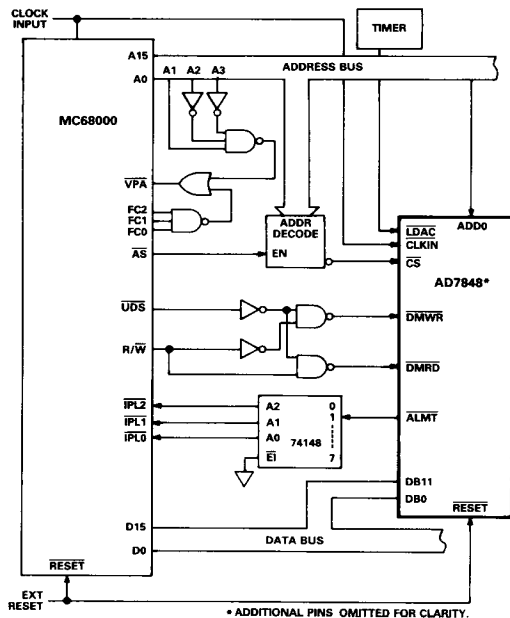 CLOCK
INPUT
TIMER
A15
ADDRESS BUS
A0
A1 A2 A3
MC68000
VPA
FC2
FC1
FC0
AS
ADDR
DECODE
EN
ADD0
LDAC
CLKIN
CS
AD7848*
UDS
DMWR
R/W
DMRD
IPL2
IPL1
IPL0
A2 0
A1 1
A0
74148
EI 7
ALMT
DB11
DB0
RESET
D15
D0
DATA BUS
RESET
EXT
RESET
* ADDITIONAL PINS OMITTED FOR CLARITY.